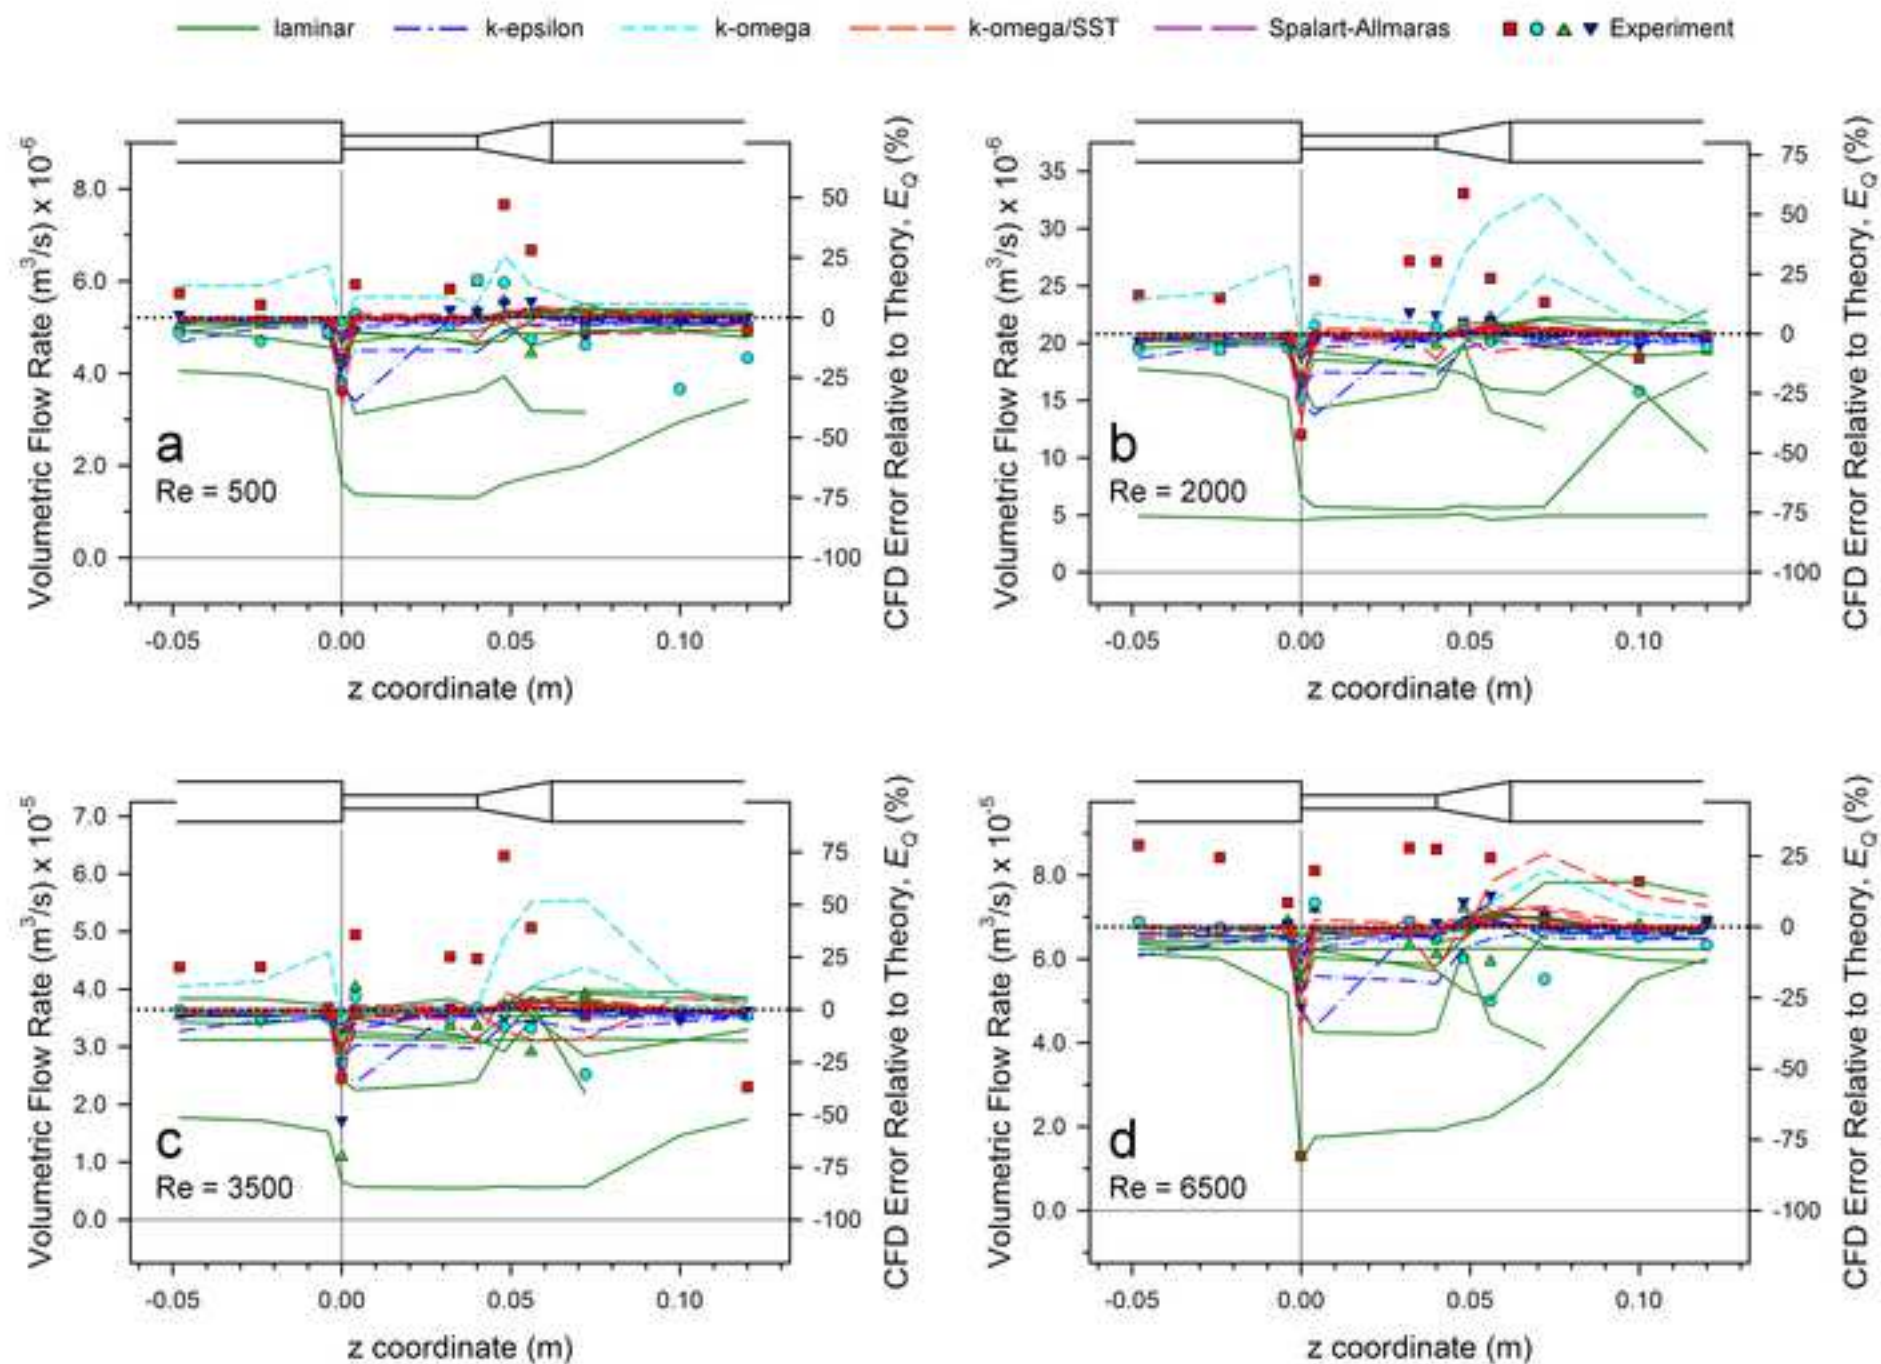 laminar k-epsilon k-omega k-omega/SST Spalart-Allmaras Experiment
Volumetric Flow Rate (m³/s) x 10⁻⁶
8.0
6.0
4.0
2.0
0.0
a
Re = 500
50
25
0
-25
-50
-75
-100
CFD Error Relative to Theory, E_Q (%)
-0.05 0.00 0.05 0.10
z coordinate (m)
Volumetric Flow Rate (m³/s) x 10⁻⁶
35
30
25
20
15
10
5
0
b
Re = 2000
75
50
25
0
-25
-50
-75
-100
CFD Error Relative to Theory, E_Q (%)
-0.05 0.00 0.05 0.10
z coordinate (m)
Volumetric Flow Rate (m³/s) x 10⁻⁵
7.0
6.0
5.0
4.0
3.0
2.0
1.0
0.0
c
Re = 3500
75
50
25
0
-25
-50
-75
-100
CFD Error Relative to Theory, E_Q (%)
-0.05 0.00 0.05 0.10
z coordinate (m)
Volumetric Flow Rate (m³/s) x 10⁻⁵
8.0
6.0
4.0
2.0
0.0
d
Re = 6500
25
0
-25
-50
-75
-100
CFD Error Relative to Theory, E_Q (%)
-0.05 0.00 0.05 0.10
z coordinate (m)